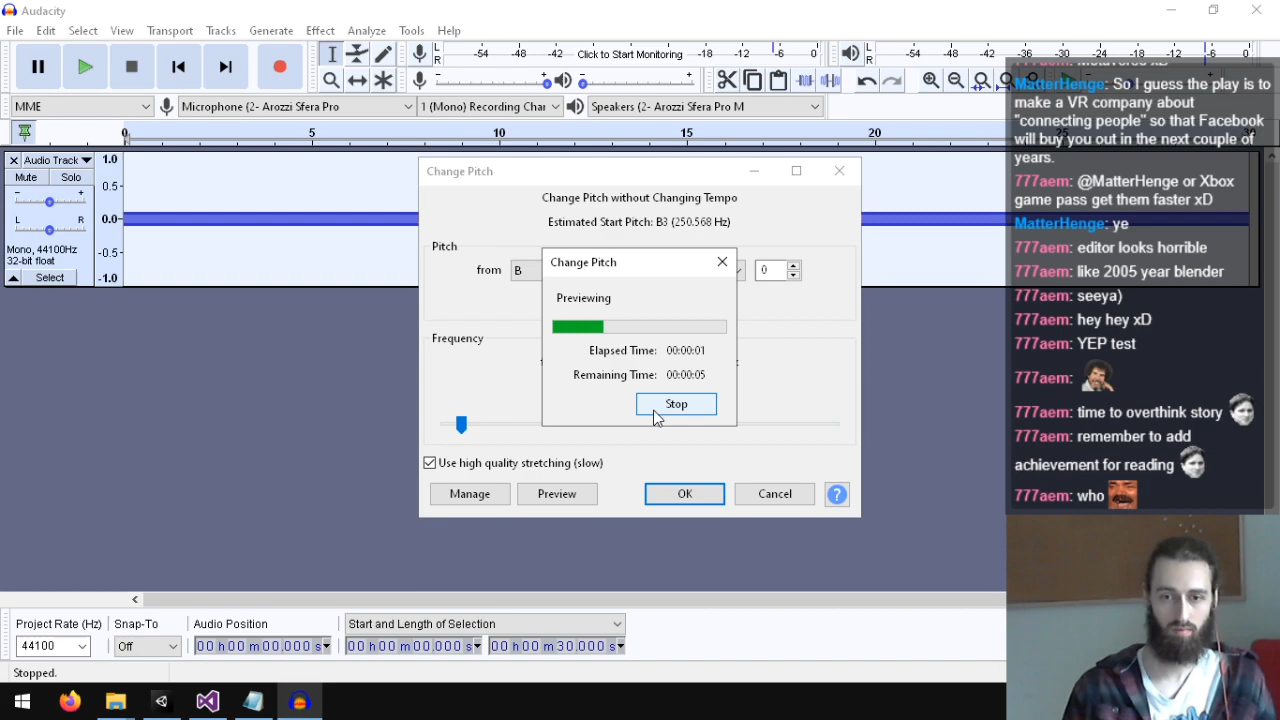 Audacity
File Edit Select View Transport Tracks Generate Effect Analyze Tools Help
L
R
-54 -48 -42 Click to Start Monitoring -18 -12 -6 0
L
R
-54 -48 -42 -36 -30 -24 -18 -12 -6 0
- +
- +
MME Microphone (2- Arozzi Sfera Pro 1 (Mono) Recording Char Speakers (2- Arozzi Sfera Pro M
0 5 10 15 20 25 30
Audio Track
Mute Solo
- +
L R
Mono, 44100Hz
32-bit float
Select
1.0
0.5
0.0
-0.5
-1.0
Change Pitch
Change Pitch without Changing Tempo
Estimated Start Pitch: B3 (250.568 Hz)
Pitch
from B 0
Frequency
Change Pitch
Previewing
Elapsed Time: 00:00:01
Remaining Time: 00:00:05
Stop
Use high quality stretching (slow)
Manage Preview OK Cancel ?
MatterHenge: So I guess the play is to
make a VR company about
"connecting people" so that Facebook
will buy you out in the next couple of
years.
777aem: @MatterHenge or Xbox
game pass get them faster xD
MatterHenge: ye
777aem: editor looks horrible
777aem: like 2005 year blender
777aem: seeya)
777aem: hey hey xD
777aem: YEP test
777aem:
777aem: time to overthink story
777aem: remember to add
achievement for reading
777aem: who
Project Rate (Hz) Snap-To Audio Position Start and Length of Selection
44100 Off 00 h 00 m 00.000 s 00 h 00 m 00.000 s 00 h 00 m 30.000 s
Stopped.